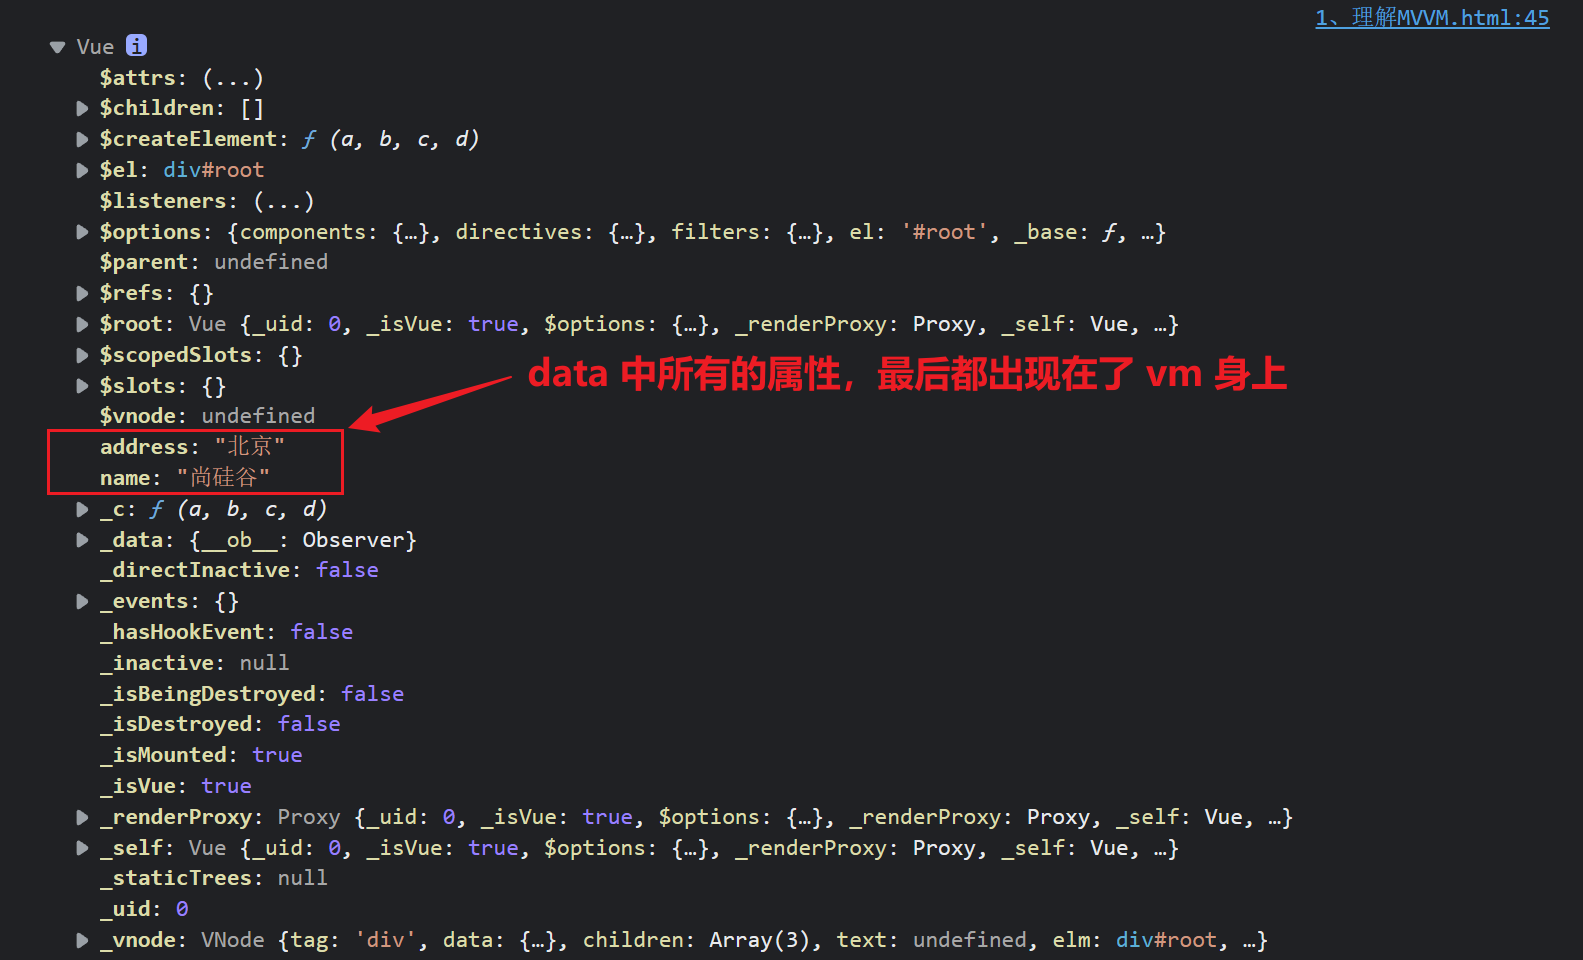 1、理解MVVM.html:45
Vue i
$attrs: (...)
$children: []
$createElement: ƒ (a, b, c, d)
$el: div#root
$listeners: (...)
$options: {components: {…}, directives: {…}, filters: {…}, el: '#root', _base: ƒ, …}
$parent: undefined
$refs: {}
$root: Vue {_uid: 0, _isVue: true, $options: {…}, _renderProxy: Proxy, _self: Vue, …}
$scopedSlots: {}
data 中所有的属性，最后都出现在了 vm 身上
$slots: {}
$vnode: undefined
address: "北京"
name: "尚硅谷"
_c: ƒ (a, b, c, d)
_data: {__ob__: Observer}
_directInactive: false
_events: {}
_hasHookEvent: false
_inactive: null
_isBeingDestroyed: false
_isDestroyed: false
_isMounted: true
_isVue: true
_renderProxy: Proxy {_uid: 0, _isVue: true, $options: {…}, _renderProxy: Proxy, _self: Vue, …}
_self: Vue {_uid: 0, _isVue: true, $options: {…}, _renderProxy: Proxy, _self: Vue, …}
_staticTrees: null
_uid: 0
_vnode: VNode {tag: 'div', data: {…}, children: Array(3), text: undefined, elm: div#root, …}